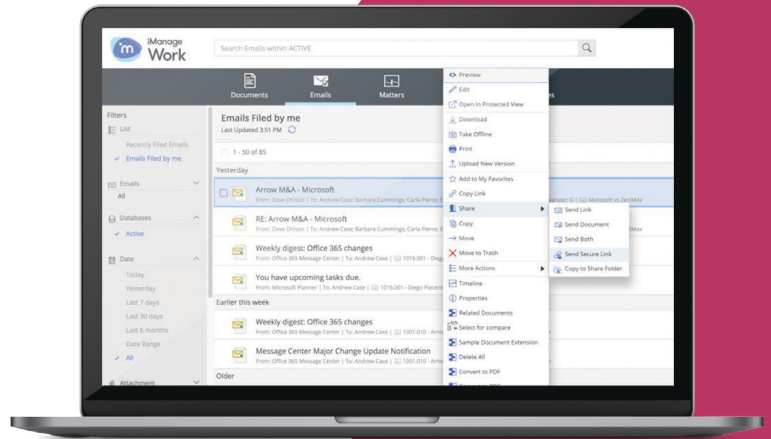 iManage
Work
Search Emails within ACTIVE
Documents
Emails
Matters
Filters
List
Recently Filed Emails
Emails Filed by me
Emails
All
Databases
Active
Date
Today
Yesterday
Last 7 days
Last 30 days
Last 6 months
Date Range
All
Attachment
Emails Filed by me
Last Updated 3:51 PM
1 - 50 of 85
Yesterday
Arrow M&A - Microsoft
From: Dave Ohlson | To: Andrew Case; Barbara Cummings; Carla Pierce; E
Microsoft vs ZeniMax
RE: Arrow M&A - Microsoft
From: Dave Ohlson | To: Andrew Case; Barbara Cummings; Carla Pierce; E
Weekly digest: Office 365 changes
From: Office 365 Message Center | To: Andrew Case | 1016.001 - Diego
You have upcoming tasks due.
From: Microsoft Planner | To: Andrew Case | 1016.001 - Diego Piacent
Earlier this week
Weekly digest: Office 365 changes
From: Office 365 Message Center | To: Andrew Case | 1001.010 -
Message Center Major Change Update Notification
From: Office 365 Message Center | To: Andrew Case | 1001.010 -
Older
Preview
Edit
Open In Protected View
Download
Take Offline
Print
Upload New Version
Add to My Favorites
Copy Link
Share
Copy
Move
Move to Trash
More Actions
Timeline
Properties
Related Documents
Select for compare
Sample Document Extension
Delete All
Convert to PDF
Send Link
Send Document
Send Both
Send Secure Link
Copy to Share Folder